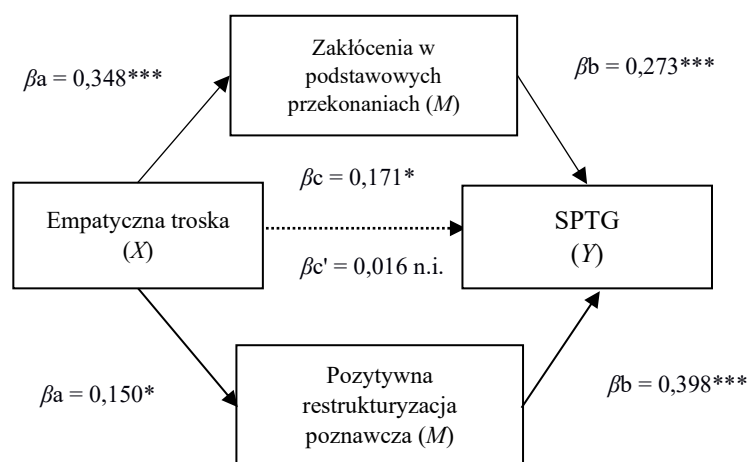 Zakłócenia w
podstawowych
przekonaniach (M)
βa = 0,348***
βb = 0,273***
βc = 0,171*
Empatyczna troska
(X)
SPTG
(Y)
βc' = 0,016 n.i.
Pozytywna
restrukturyzacja
poznawcza (M)
βa = 0,150*
βb = 0,398***